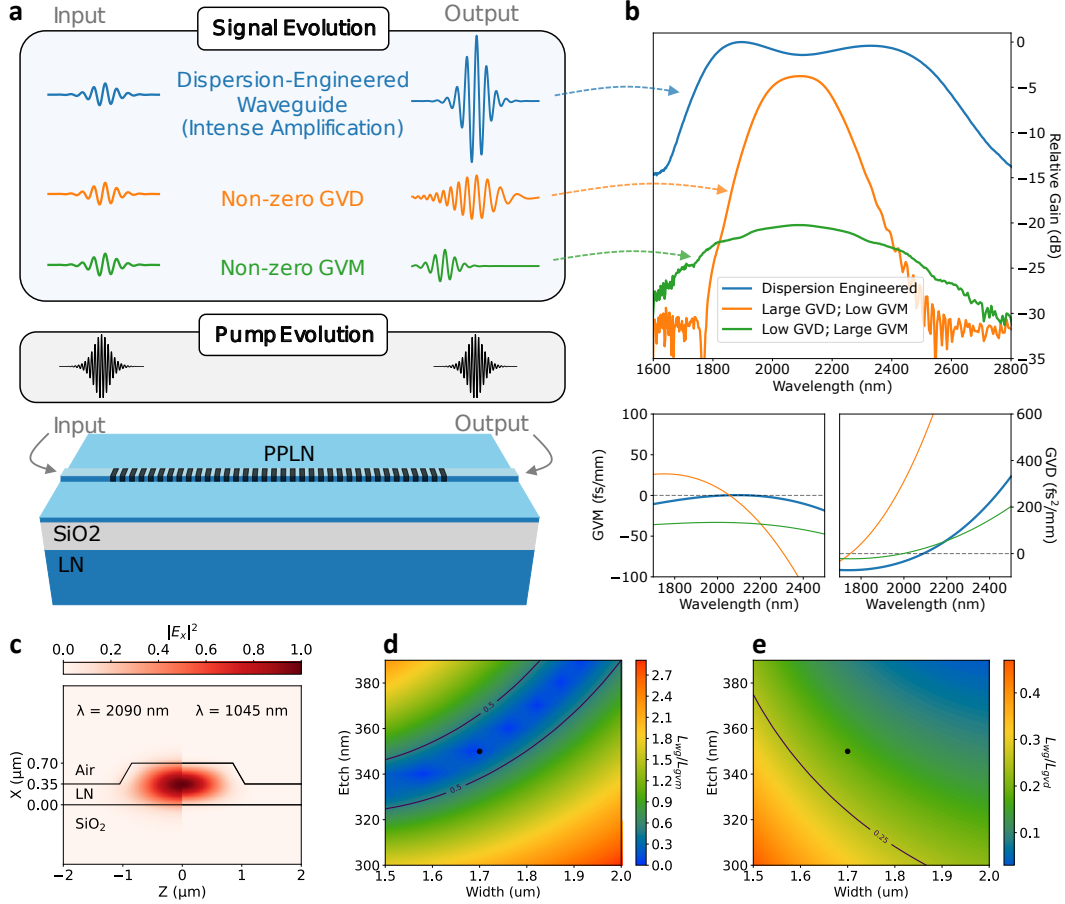 a
Input
Output
Signal Evolution
Dispersion-Engineered
Waveguide
(Intense Amplification)
Non-zero GVD
Non-zero GVM
Pump Evolution
Input
Output
PPLN
SiO2
LN
b
0
−5
−10
−15
−20
−25
−30
−35
Relative Gain (dB)
Dispersion Engineered
Large GVD; Low GVM
Low GVD; Large GVM
1600 1800 2000 2200 2400 2600 2800
Wavelength (nm)
100
50
0
−50
−100
GVM (fs/mm)
1800 2000 2200 2400
Wavelength (nm)
600
400
200
0
GVD (fs²/mm)
1800 2000 2200 2400
Wavelength (nm)
c
|Eₓ|²
0.0 0.2 0.4 0.6 0.8 1.0
λ = 2090 nm λ = 1045 nm
Air
LN
SiO₂
0.70
0.35
0.00
X (μm)
−2 −1 0 1 2
Z (μm)
d
380
360
340
320
300
Etch (nm)
0.5
0.5
1.5 1.6 1.7 1.8 1.9 2.0
Width (um)
2.7
2.4
2.1
1.8
1.5
1.2
0.9
0.6
0.3
0.0
L_wg/L_gvm
e
380
360
340
320
300
Etch (nm)
0.25
1.5 1.6 1.7 1.8 1.9 2.0
Width (um)
0.4
0.3
0.2
0.1
L_wg/L_gvd